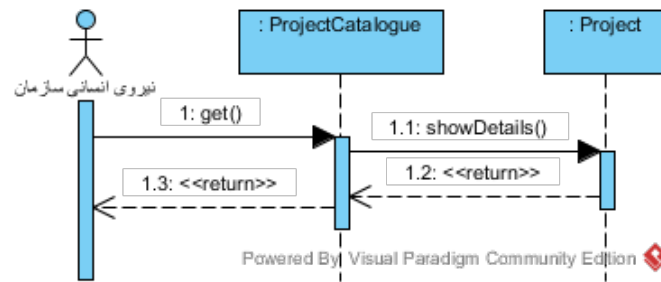 : ProjectCatalogue
: Project
نیروی انسانی سازمان
1: get()
1.1: showDetails()
1.2: <<return>>
1.3: <<return>>
Powered By Visual Paradigm Community Edition